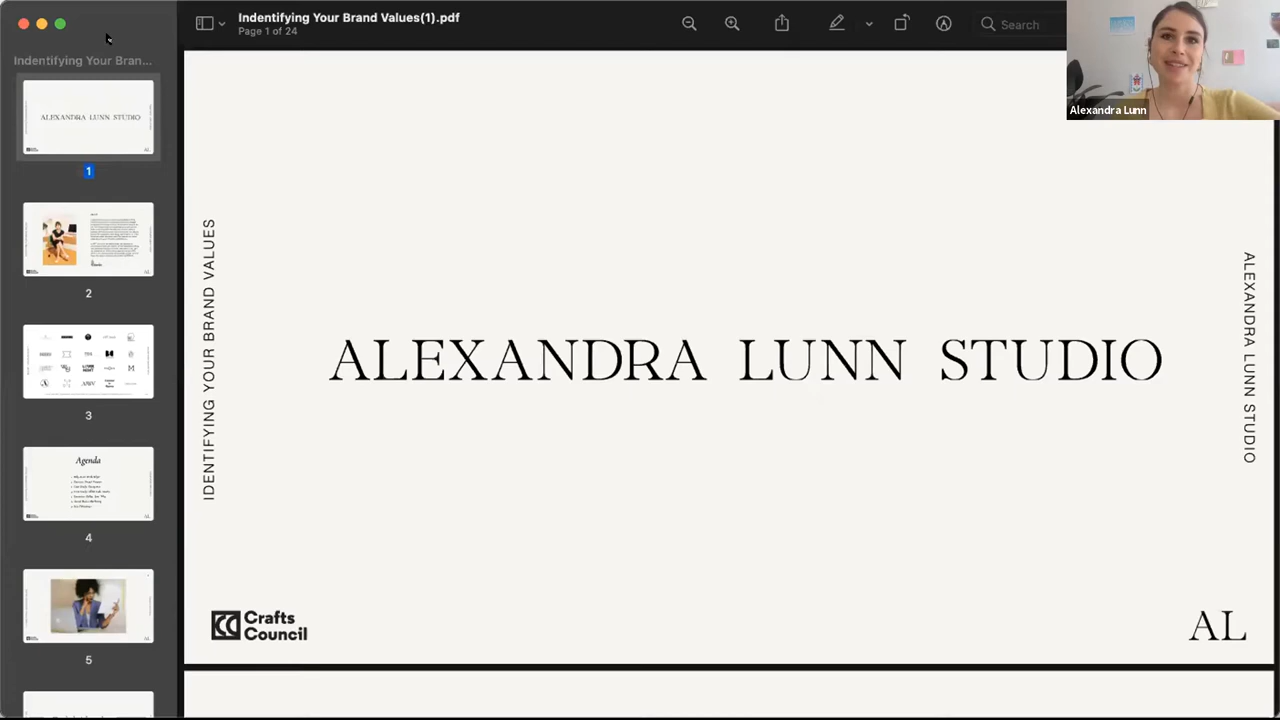 Indentifying Your Brand Values(1).pdf
Page 1 of 24
Search
Alexandra Lunn
Indentifying Your Bran...
ALEXANDRA LUNN STUDIO
1
2
3
Agenda
4
5
IDENTIFYING YOUR BRAND VALUES
ALEXANDRA LUNN STUDIO
ALEXANDRA LUNN STUDIO
Crafts
Council
AL